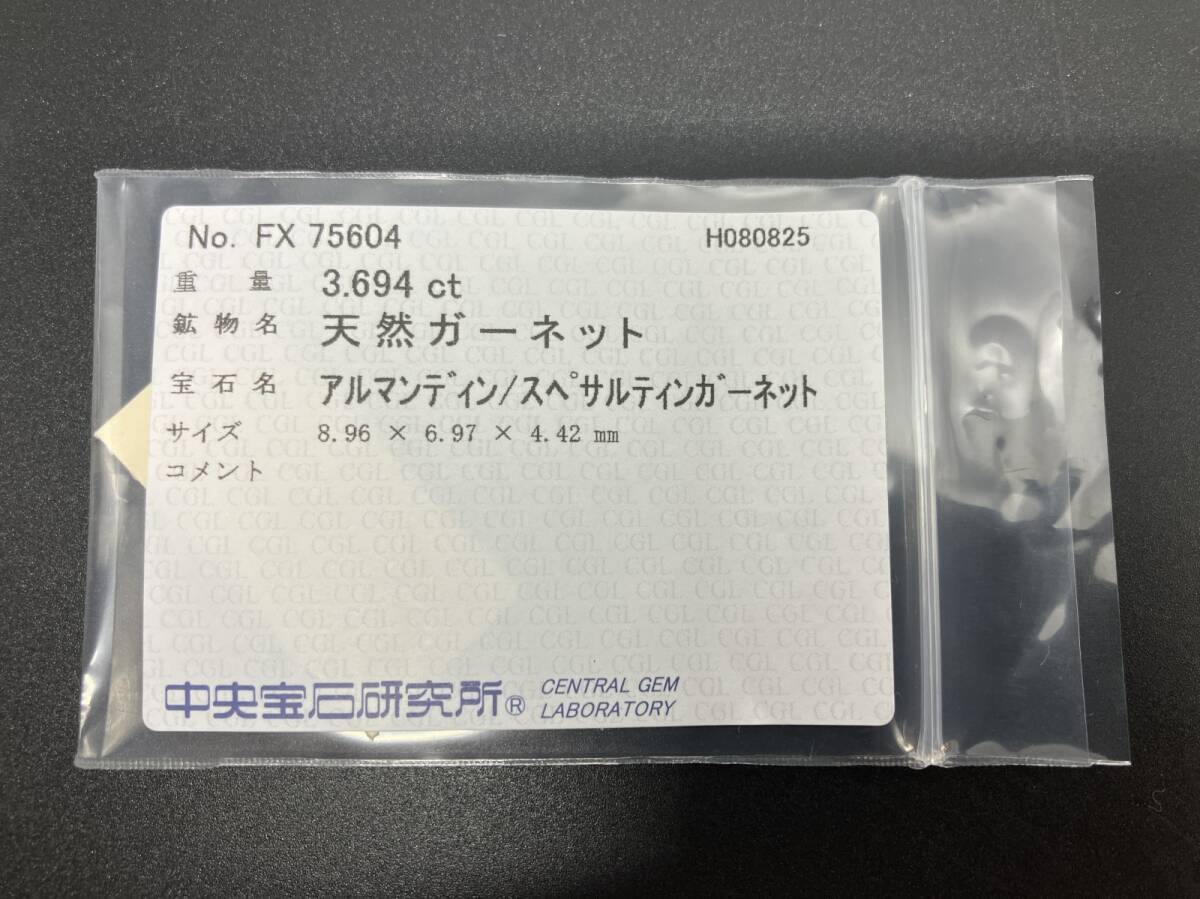 No. FX 75604 H080825
重量 3.694 ct
鉱物名 天然ガーネット
宝石名 アルマンディン/スペサルティンガーネット
サイズ 8.96 × 6.97 × 4.42 mm
コメント
中央宝石研究所® CENTRAL GEM
LABORATORY